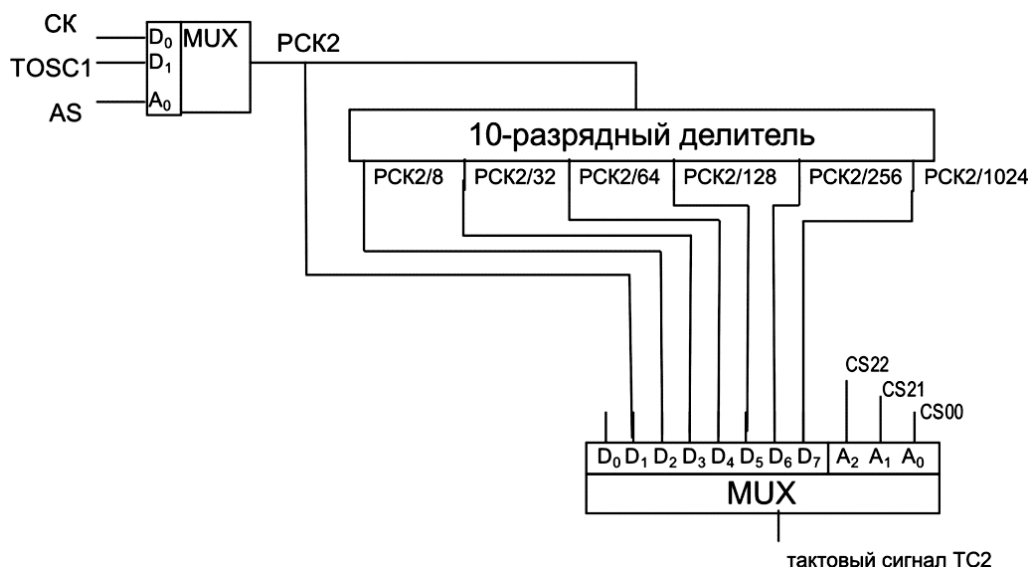 СК
D₀ MUX
РСК2
TOSC1
D₁
AS
A₀
10-разрядный делитель
РСК2/8 РСК2/32 РСК2/64 РСК2/128 РСК2/256 РСК2/1024
CS22
CS21
CS00
D₀ D₁ D₂ D₃ D₄ D₅ D₆ D₇ A₂ A₁ A₀
MUX
тактовый сигнал ТС2